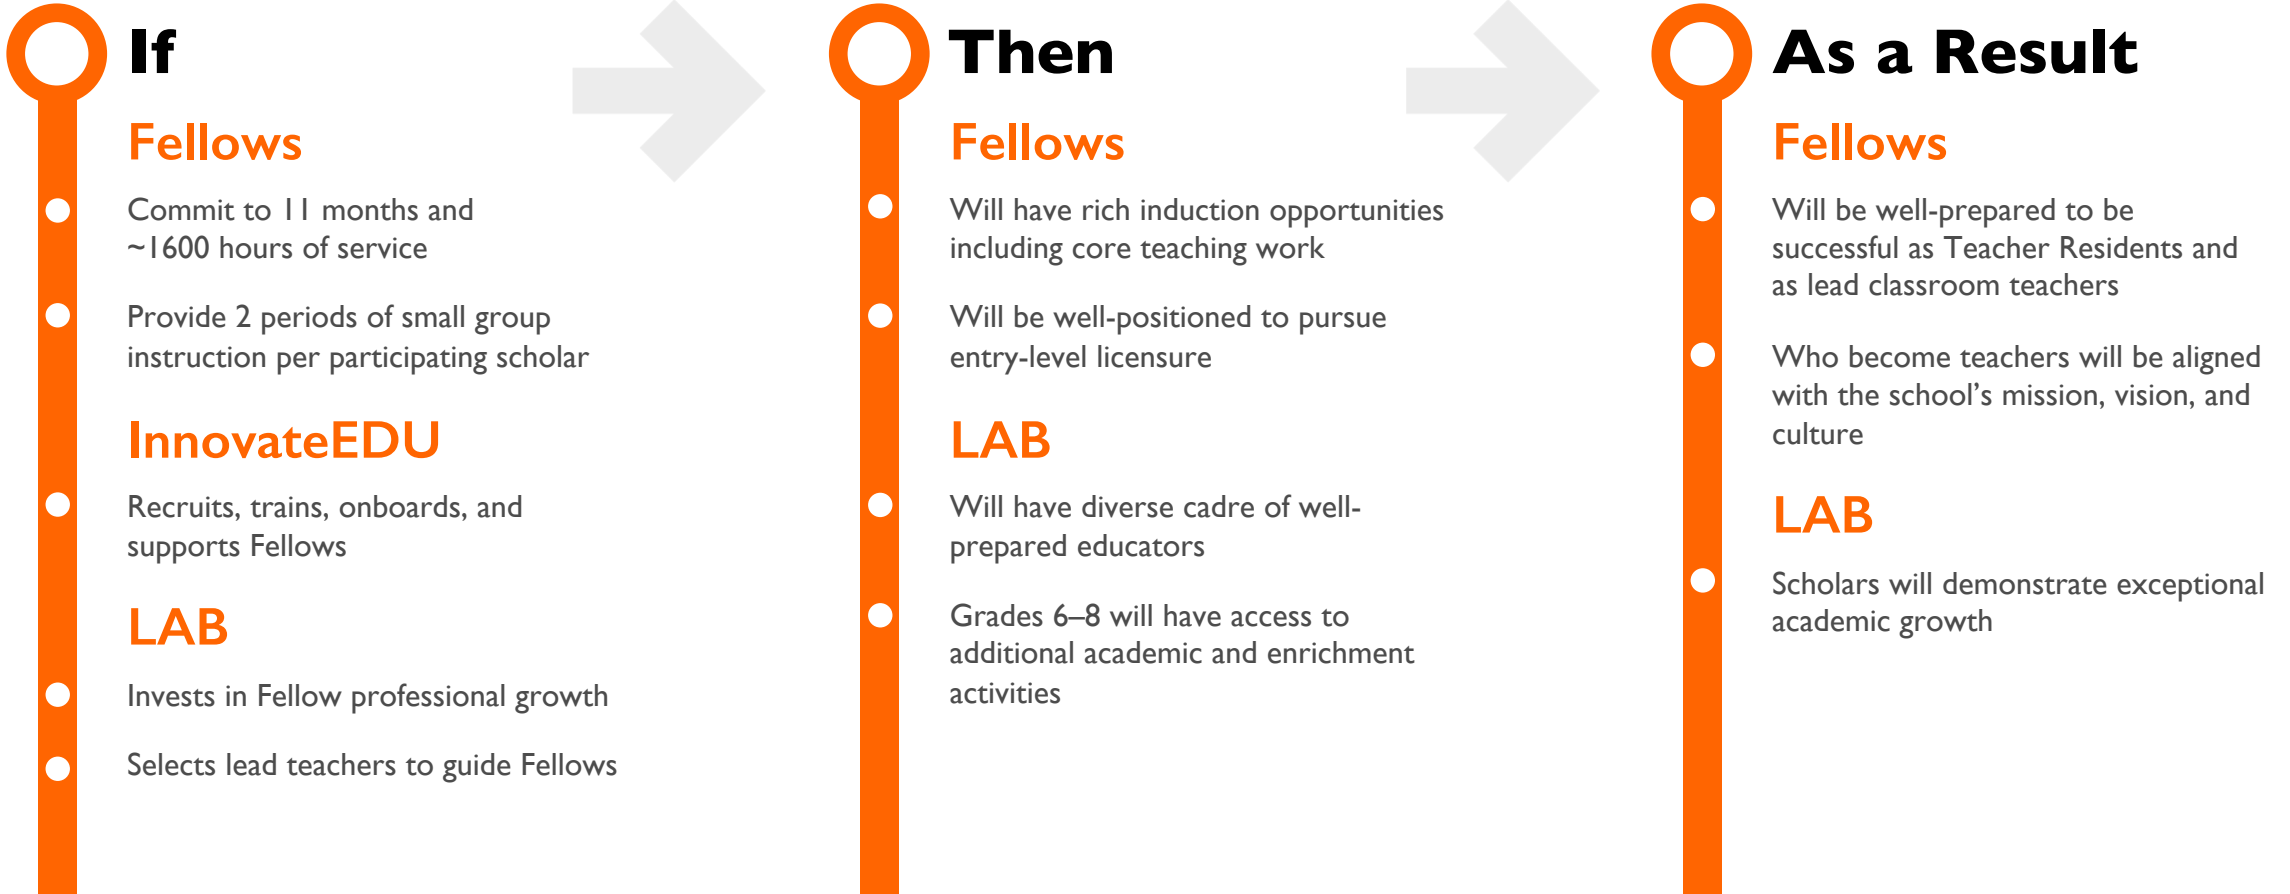 If
Fellows
Commit to 11 months and
~1600 hours of service
Provide 2 periods of small group
instruction per participating scholar
InnovateEDU
Recruits, trains, onboards, and
supports Fellows
LAB
Invests in Fellow professional growth
Selects lead teachers to guide Fellows
Then
Fellows
Will have rich induction opportunities
including core teaching work
Will be well-positioned to pursue
entry-level licensure
LAB
Will have diverse cadre of well-
prepared educators
Grades 6–8 will have access to
additional academic and enrichment
activities
As a Result
Fellows
Will be well-prepared to be
successful as Teacher Residents and
as lead classroom teachers
Who become teachers will be aligned
with the school’s mission, vision, and
culture
LAB
Scholars will demonstrate exceptional
academic growth